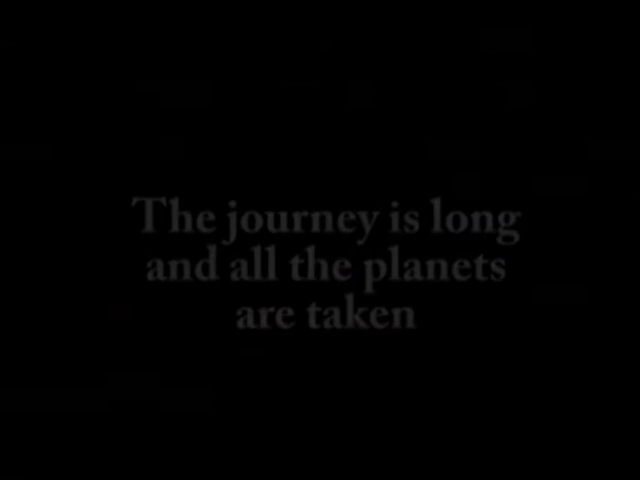 The journey is long
and all the planets
are taken